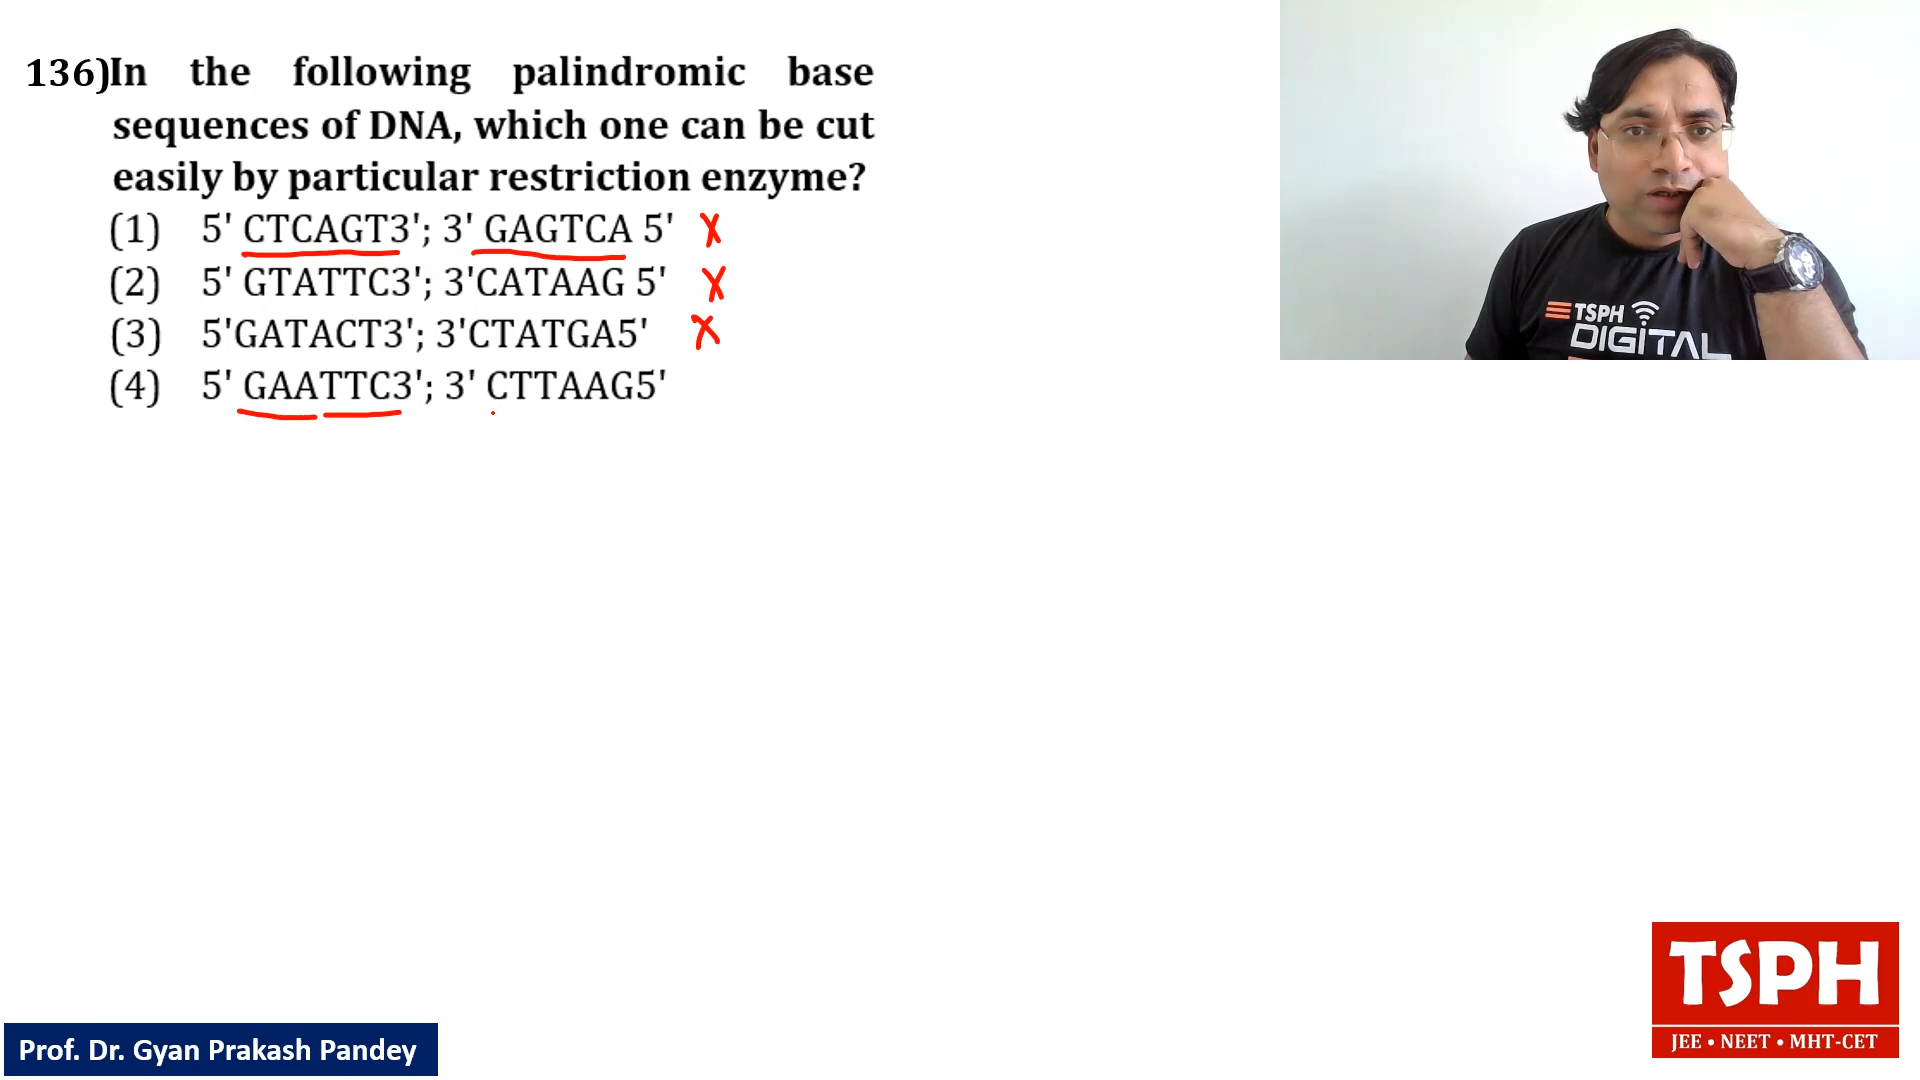 136)In the following palindromic base
sequences of DNA, which one can be cut
easily by particular restriction enzyme?
(1) 5' CTCAGT3'; 3' GAGTCA 5' X
(2) 5' GTATTC3'; 3'CATAAG 5' X
(3) 5'GATACT3'; 3'CTATGA5' X
(4) 5' GAATTC3'; 3' CTTAAG5'
TSPH
DIGITAL
TSPH
JEE • NEET • MHT-CET
Prof. Dr. Gyan Prakash Pandey